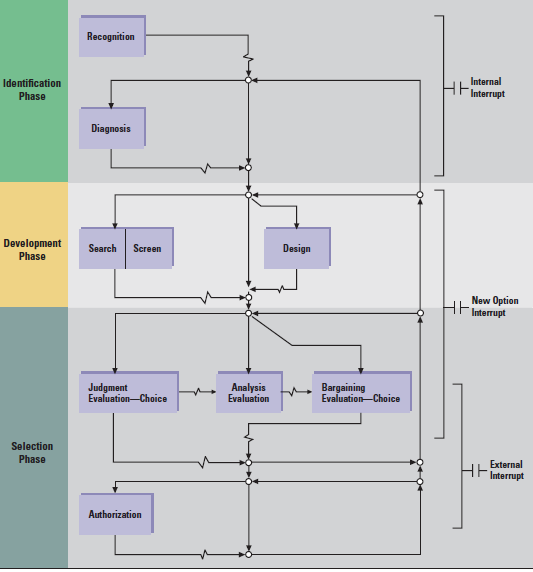 Recognition
Identification
Phase
Internal
Interrupt
Diagnosis
Development
Phase
Search
Screen
Design
New Option
Interrupt
Judgment
Evaluation—Choice
Analysis
Evaluation
Bargaining
Evaluation—Choice
Selection
Phase
External
Interrupt
Authorization